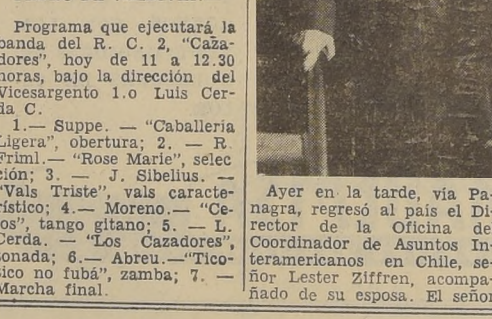 Programa que ejecutará la
banda del R. C. 2, "Caza-
dores", hoy de 11 a 12.30
horas, bajo la dirección del
Vicesargento 1.o Luis Cer-
da C.
1.— Suppe. — "Caballeria
Ligera", obertura; 2. — R.
Friml.— "Rose Marie", selec
ción; 3. — J. Sibelius. —
"Vals Triste", vals caracte-
rístico; 4.— Moreno.— "Ce-
os", tango gitano; 5. — L.
Cerda. — "Los Cazadores",
onada; 6.— Abreu.—"Tico-
sico no fubá", zamba; 7. —
Marcha final.
Ayer en la tarde, vía Pa-
nagra, regresó al país el Di-
rector de la Oficina del
Coordinador de Asuntos In-
teramericanos en Chile, se-
ñor Lester Ziffren, acompa-
ñado de su esposa. El señor